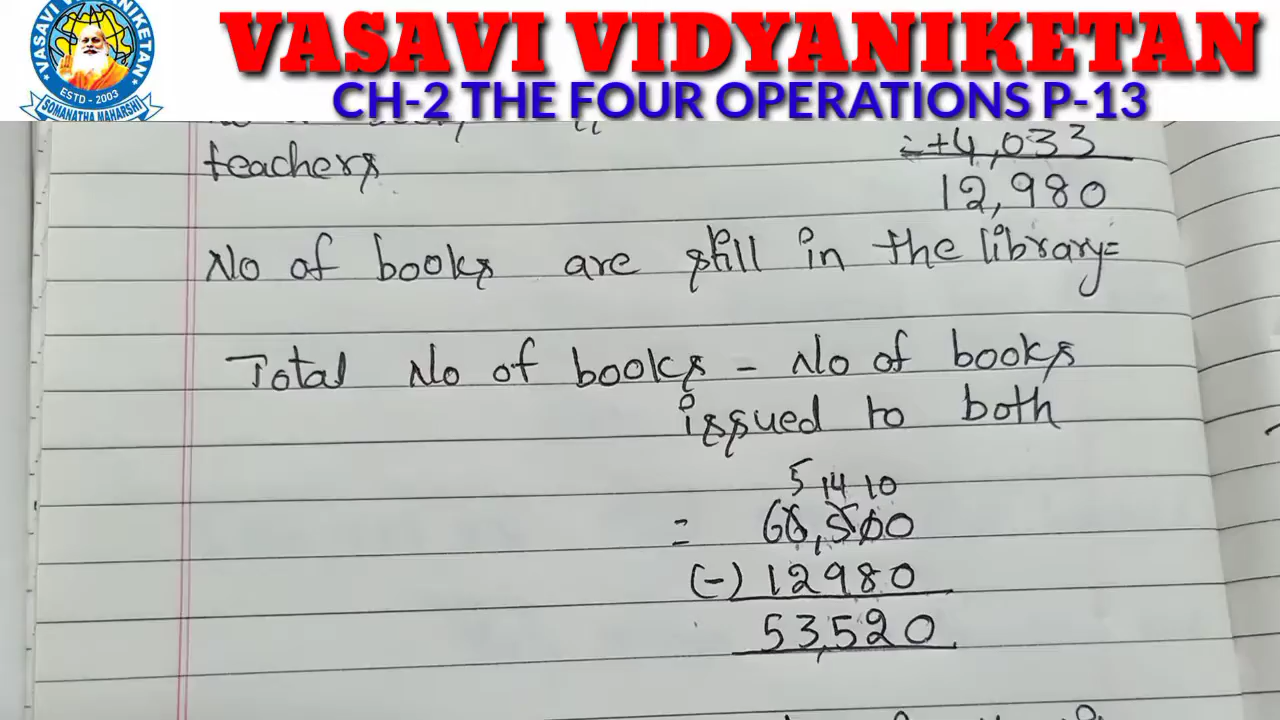 VASAVI VIDYANIKETAN
ESTD - 2003
SOMANATHA MAHARSHI
VASAVI VIDYANIKETAN
CH-2 THE FOUR OPERATIONS P-13
teachers
+4,033
12,980
No of books are still in the library=
Total No of books - No of books
issued to both
5 14 10
= 66,500
(-) 12980
53,520